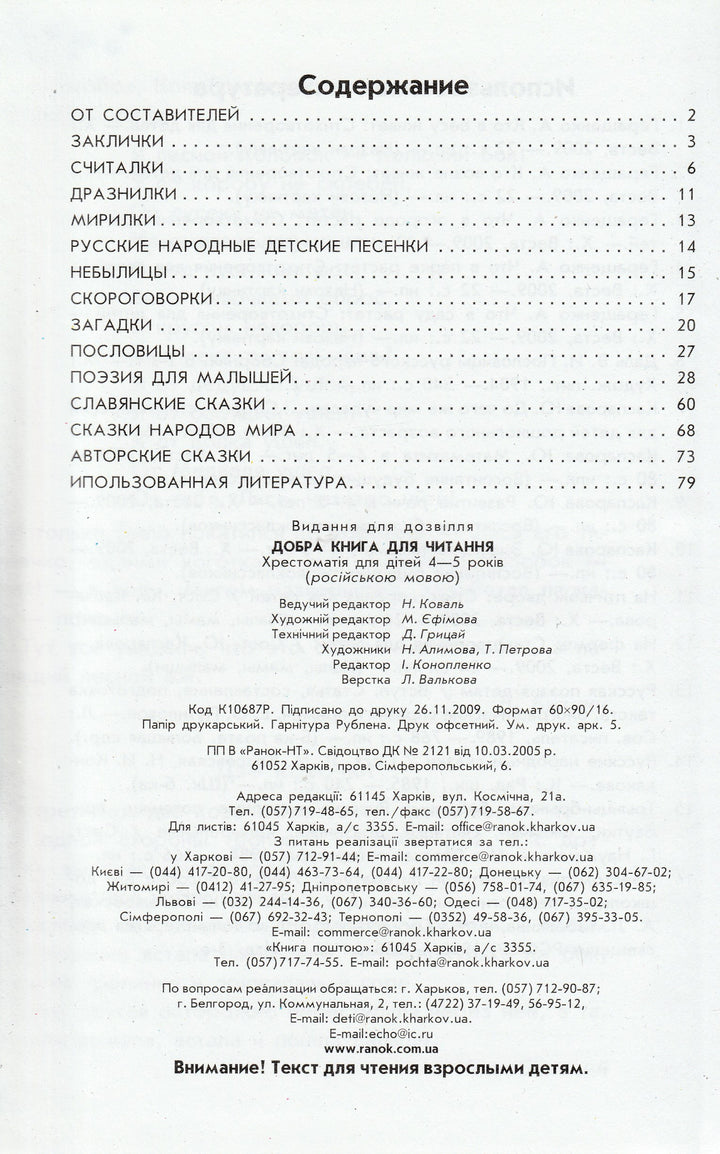 Содержание
ОТ СОСТАВИТЕЛЕЙ . . . . . . . . . . . . . . . . . . . . . . . . . . . . . . . . . . . 2
ЗАКЛИЧКИ . . . . . . . . . . . . . . . . . . . . . . . . . . . . . . . . . . . 3
СЧИТАЛКИ . . . . . . . . . . . . . . . . . . . . . . . . . . . . . . . . . . . 6
ДРАЗНИЛКИ . . . . . . . . . . . . . . . . . . . . . . . . . . . . . . . . . . . 11
МИРИЛКИ . . . . . . . . . . . . . . . . . . . . . . . . . . . . . . . . . . . 13
РУССКИЕ НАРОДНЫЕ ДЕТСКИЕ ПЕСЕНКИ . . . . . . . . . . . . . . . . . . . 14
НЕБЫЛИЦЫ . . . . . . . . . . . . . . . . . . . . . . . . . . . . . . . . . . . 15
СКОРОГОВОРКИ . . . . . . . . . . . . . . . . . . . . . . . . . . . . . . . . . . . 17
ЗАГАДКИ . . . . . . . . . . . . . . . . . . . . . . . . . . . . . . . . . . . 20
ПОСЛОВИЦЫ . . . . . . . . . . . . . . . . . . . . . . . . . . . . . . . . . . . 27
ПОЭЗИЯ ДЛЯ МАЛЫШЕЙ . . . . . . . . . . . . . . . . . . . . . . . . . . . . . . 28
СЛАВЯНСКИЕ СКАЗКИ . . . . . . . . . . . . . . . . . . . . . . . . . . . . . . . . 60
СКАЗКИ НАРОДОВ МИРА . . . . . . . . . . . . . . . . . . . . . . . . . . . . . . 68
АВТОРСКИЕ СКАЗКИ . . . . . . . . . . . . . . . . . . . . . . . . . . . . . . . . . 73
ИПОЛЬЗОВАННАЯ ЛИТЕРАТУРА . . . . . . . . . . . . . . . . . . . . . . . . . . 79
Видання для дозвілля
ДОБРА КНИГА ДЛЯ ЧИТАННЯ
Хрестоматія для дітей 4—5 років
(російською мовою)
Ведучий редактор Н. Коваль
Художній редактор М. Єфімова
Технічний редактор Д. Грицай
Художники Н. Алимова, Т. Петрова
Редактор І. Конопленко
Верстка Л. Валькова
Код К10687Р. Підписано до друку 26.11.2009. Формат 60×90/16.
Папір друкарський. Гарнітура Рублена. Друк офсетний. Ум. друк. арк. 5.
ПП В «Ранок-НТ». Свідоцтво ДК № 2121 від 10.03.2005 р.
61052 Харків, пров. Сімферопольський, 6.
Адреса редакції: 61145 Харків, вул. Космічна, 21а.
Тел. (057)719-48-65, тел./факс (057)719-58-67.
Для листів: 61045 Харків, а/с 3355. E-mail: office@ranok.kharkov.ua
З питань реалізації звертатися за тел.:
у Харкові — (057) 712-91-44; E-mail: commerce@ranok.kharkov.ua
Києві — (044) 417-20-80, (044) 463-73-64, (044) 417-22-80; Донецьку — (062) 304-67-02;
Житомирі — (0412) 41-27-95; Дніпропетровську — (056) 758-01-74, (067) 635-19-85;
Львові — (032) 244-14-36, (067) 340-36-60; Одесі — (048) 717-35-02;
Сімферополі — (067) 692-32-43; Тернополі — (0352) 49-58-36, (067) 395-33-05.
E-mail: commerce@ranok.kharkov.ua
«Книга поштою»: 61045 Харків, а/с 3355.
Тел. (057)717-74-55. E-mail: pochta@ranok.kharkov.ua
По вопросам реализации обращаться: г. Харьков, тел. (057) 712-90-87;
г. Белгород, ул. Коммунальная, 2, тел.: (4722) 37-19-49, 56-95-12,
E-mail: deti@ranok.kharkov.ua.
E-mail:echo@ic.ru
www.ranok.com.ua
Внимание! Текст для чтения взрослыми детям.